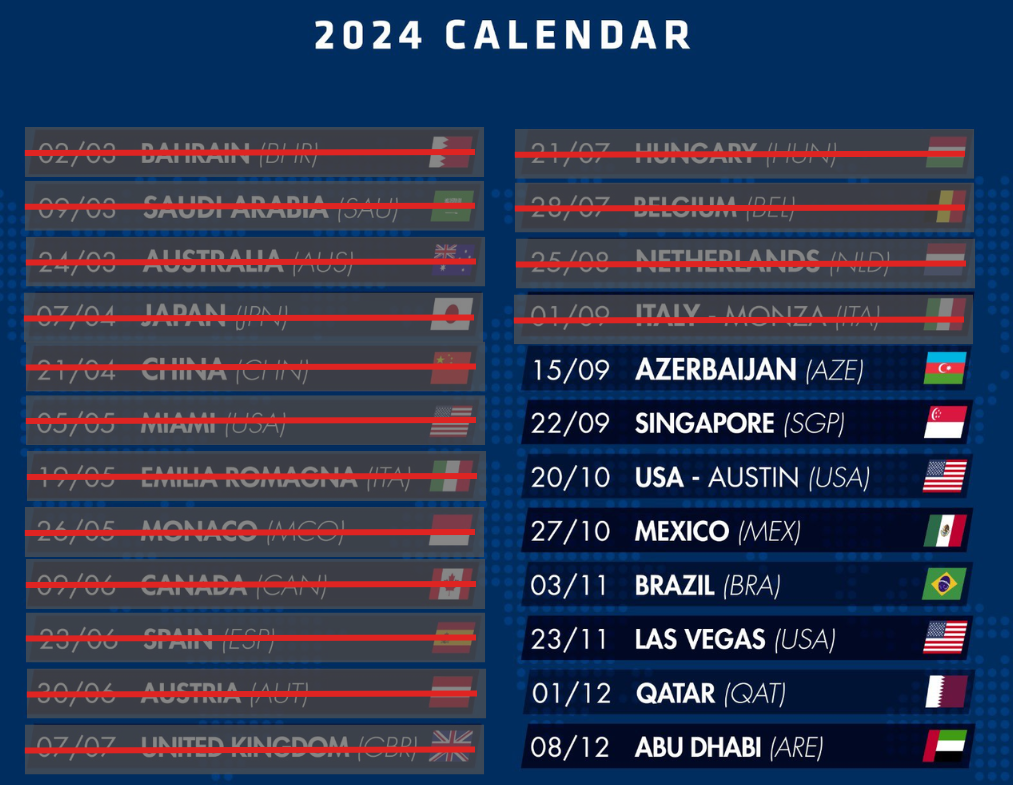 2024 CALENDAR
02/03 BAHRAIN (BHR)
09/03 SAUDI ARABIA (SAU)
24/03 AUSTRALIA (AUS)
07/04 JAPAN (JPN)
21/04 CHINA (CHN)
05/05 MIAMI (USA)
19/05 EMILIA ROMAGNA (ITA)
26/05 MONACO (MCO)
09/06 CANADA (CAN)
23/06 SPAIN (ESP)
30/06 AUSTRIA (AUT)
07/07 UNITED KINGDOM (GBR)
21/07 HUNGARY (HUN)
28/07 BELGIUM (BEL)
25/08 NETHERLANDS (NLD)
01/09 ITALY - MONZA (ITA)
15/09 AZERBAIJAN (AZE)
22/09 SINGAPORE (SGP)
20/10 USA - AUSTIN (USA)
27/10 MEXICO (MEX)
03/11 BRAZIL (BRA)
23/11 LAS VEGAS (USA)
01/12 QATAR (QAT)
08/12 ABU DHABI (ARE)